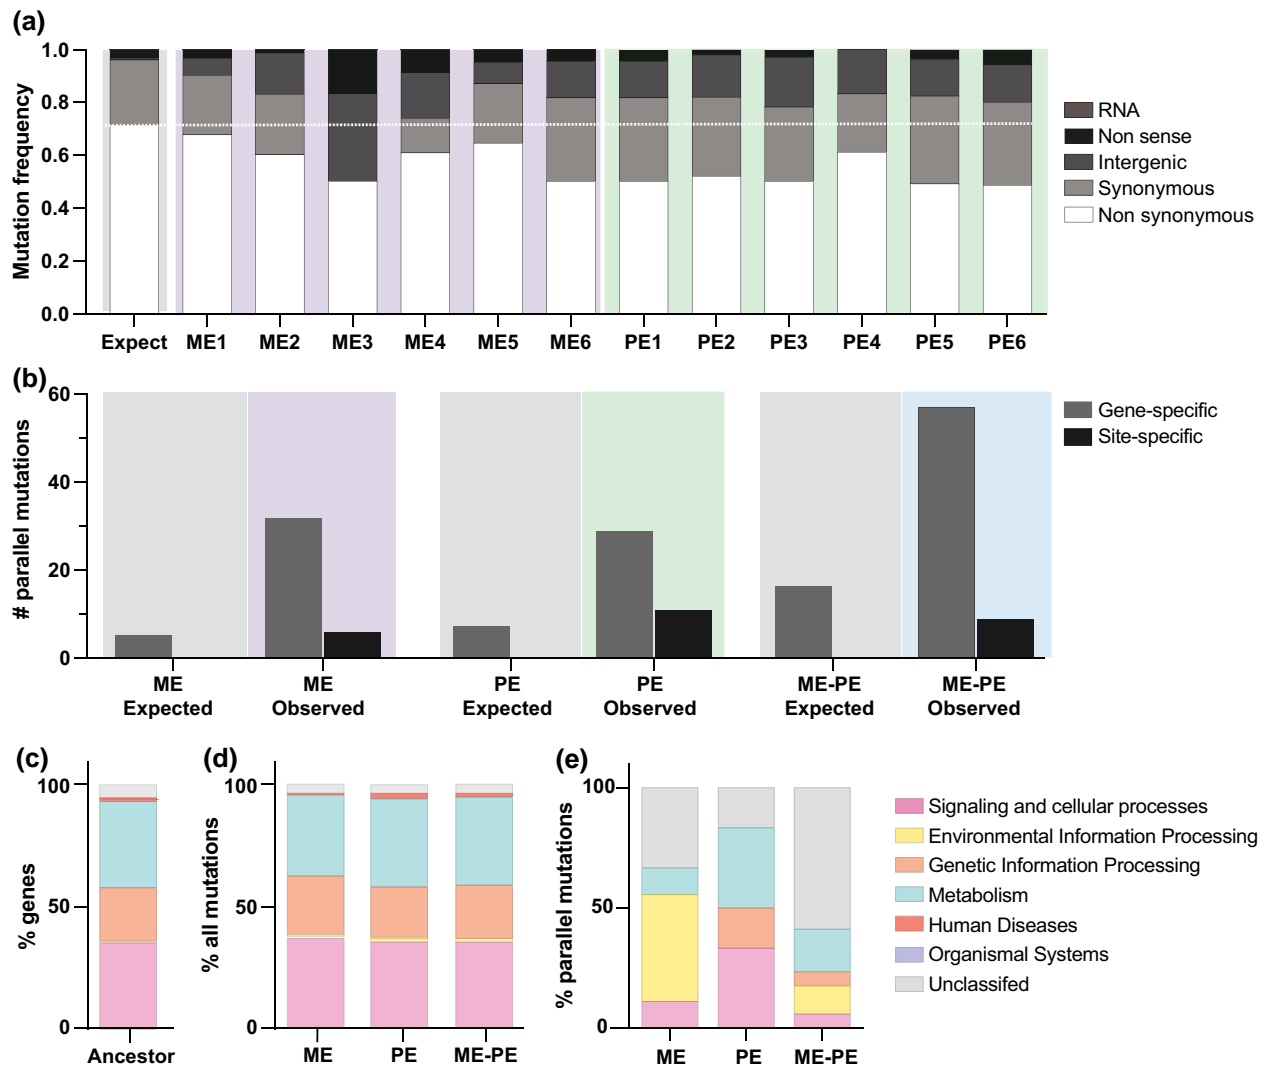 (a)
Mutation frequency
1.0
0.8
0.6
0.4
0.2
0.0
Expect ME1 ME2 ME3 ME4 ME5 ME6 PE1 PE2 PE3 PE4 PE5 PE6
RNA
Non sense
Intergenic
Synonymous
Non synonymous
(b)
# parallel mutations
60
40
20
0
ME Expected
ME Observed
PE Expected
PE Observed
ME-PE Expected
ME-PE Observed
Gene-specific
Site-specific
(c)
% genes
100
50
0
Ancestor
(d)
% all mutations
100
50
0
ME PE ME-PE
(e)
% parallel mutations
100
50
0
ME PE ME-PE
Signaling and cellular processes
Environmental Information Processing
Genetic Information Processing
Metabolism
Human Diseases
Organismal Systems
Unclassifed